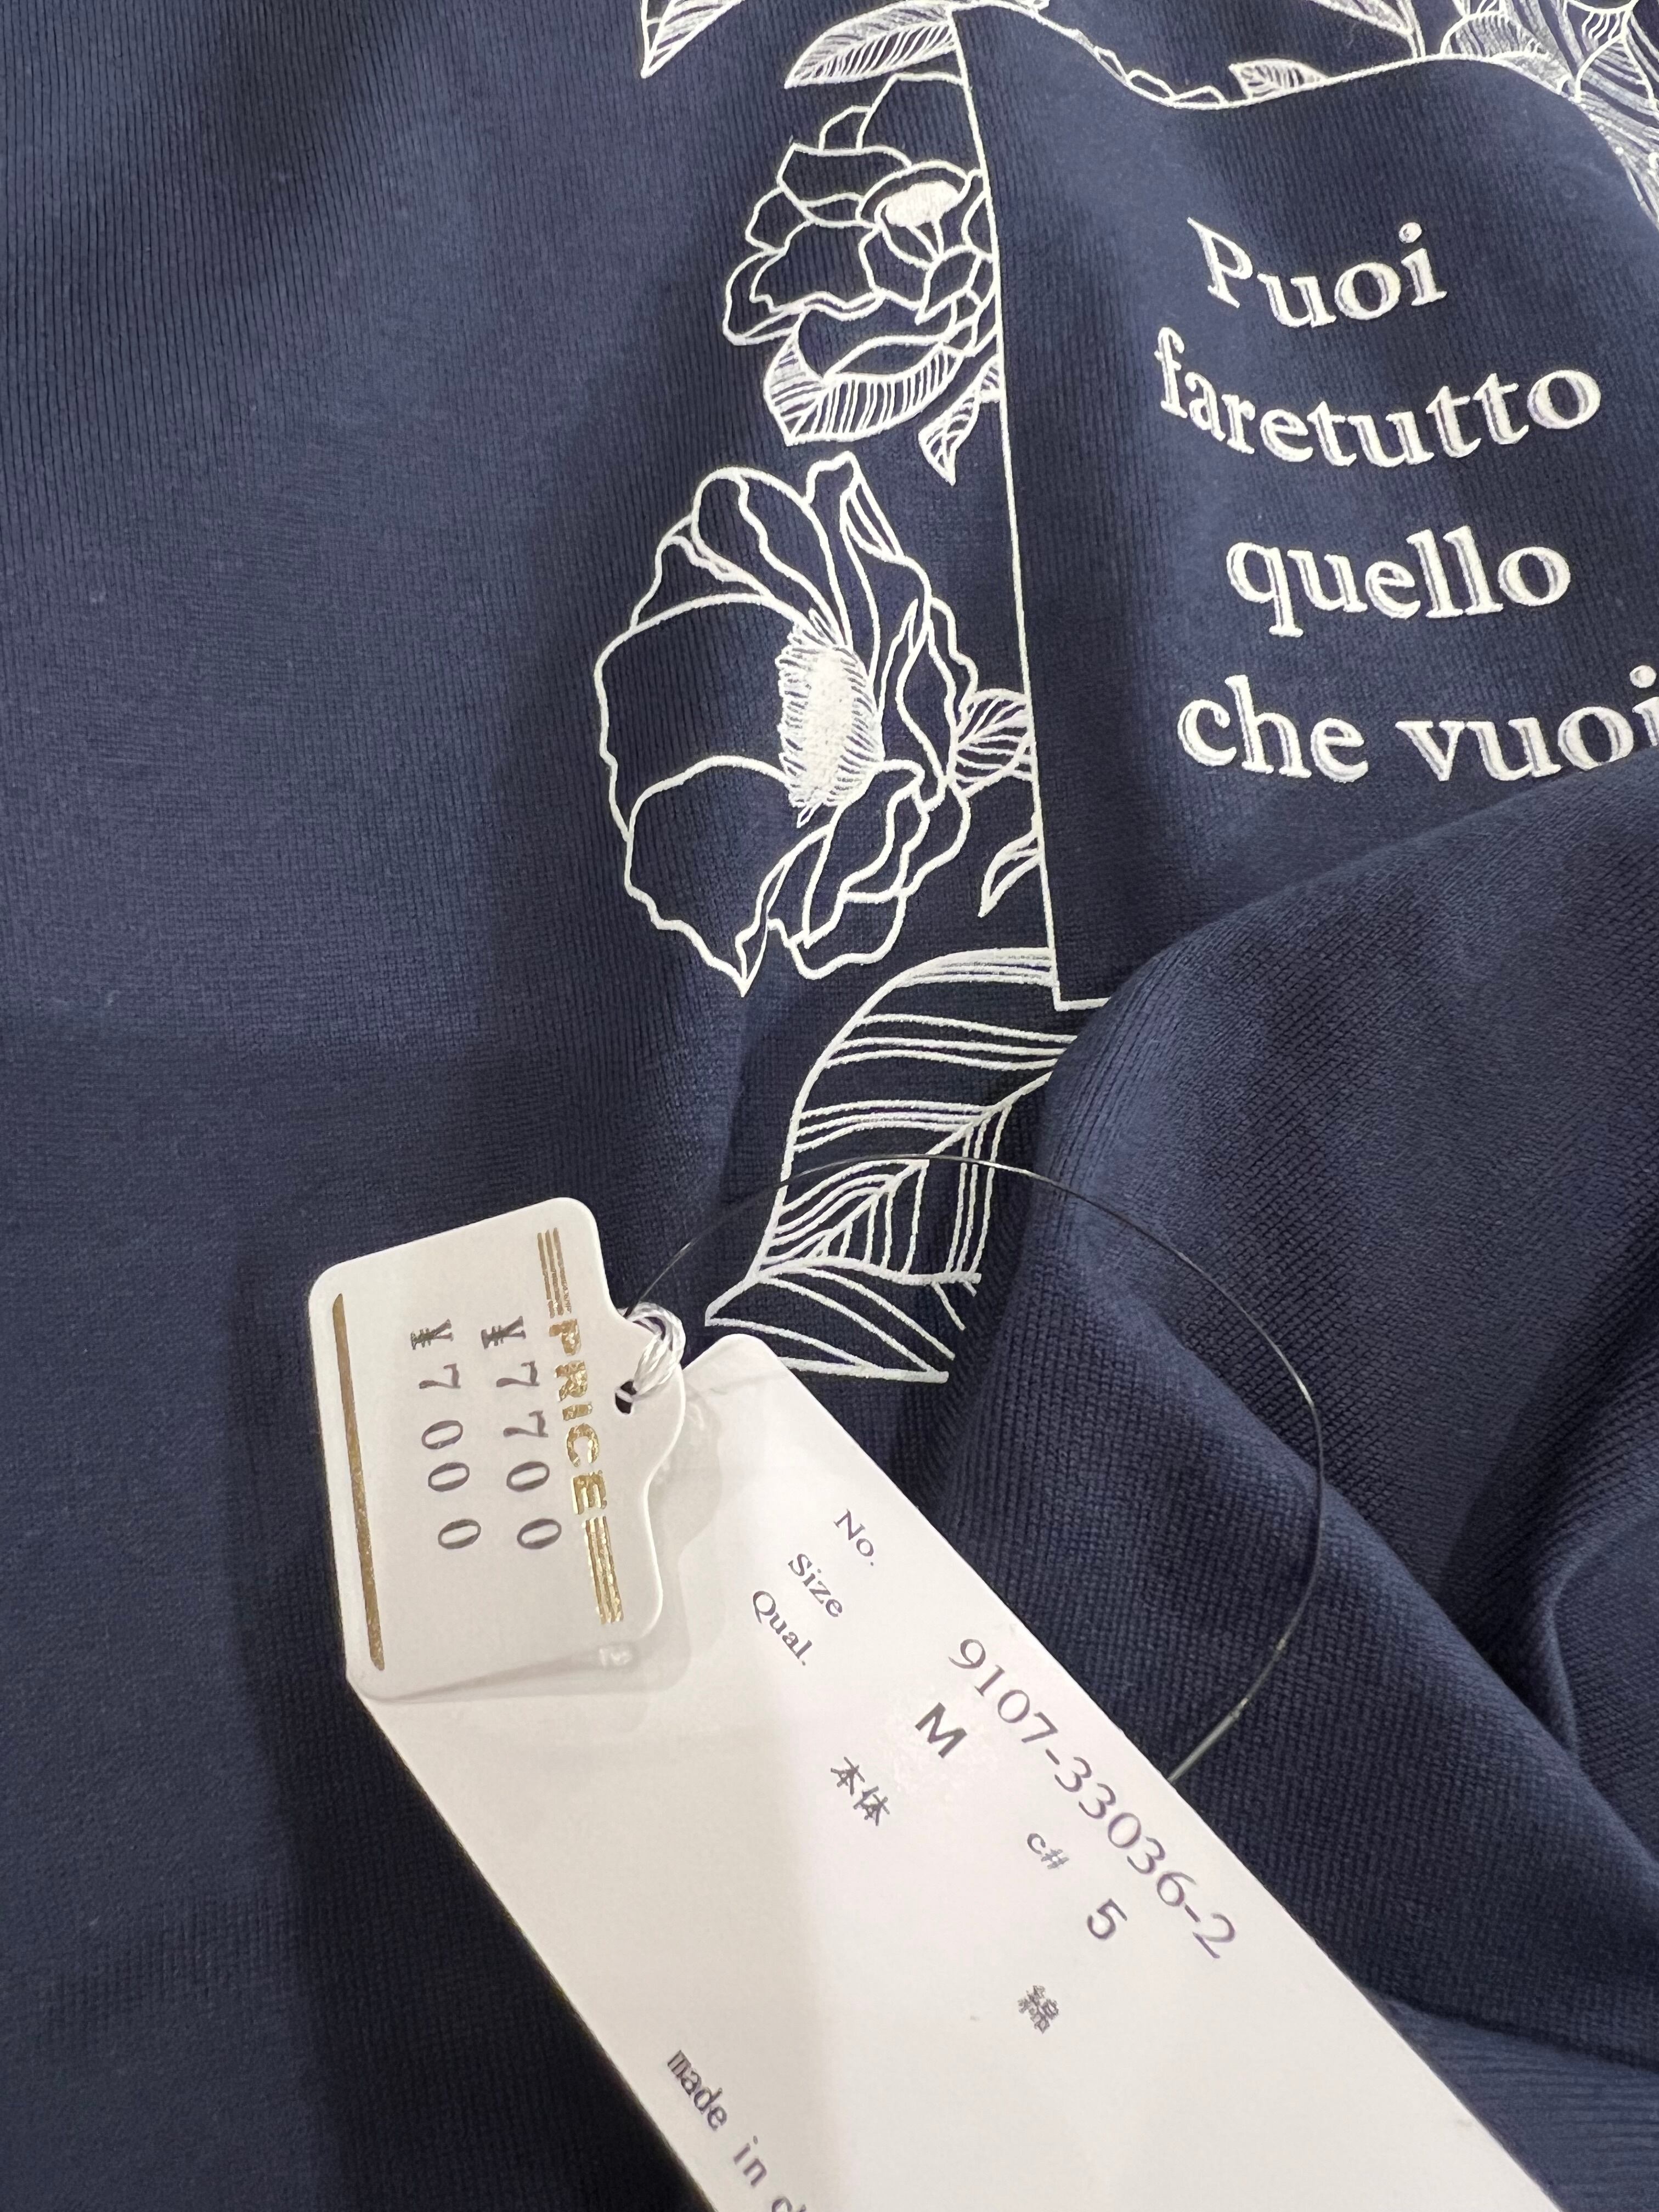 Puoi
faretutto
quello
che vuoi
PRICE
¥7700
¥7000
No. 9107-33036-2
Size M c# 5
Qual. 本体 綿
made in